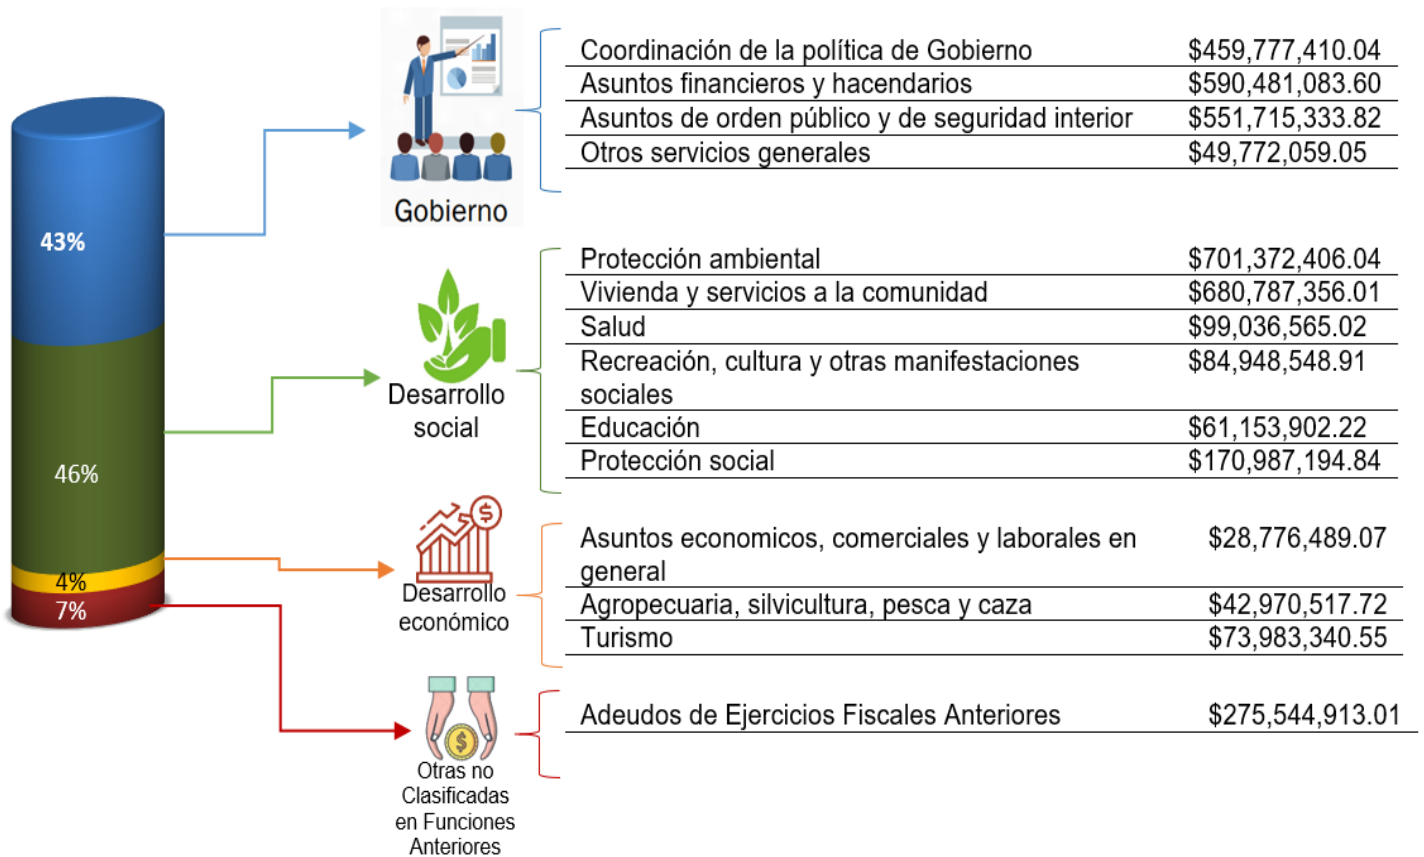 43%
46%
4%
7%
Gobierno
Coordinación de la política de Gobierno $459,777,410.04
Asuntos financieros y hacendarios $590,481,083.60
Asuntos de orden público y de seguridad interior $551,715,333.82
Otros servicios generales $49,772,059.05
Desarrollo
social
Protección ambiental $701,372,406.04
Vivienda y servicios a la comunidad $680,787,356.01
Salud $99,036,565.02
Recreación, cultura y otras manifestaciones $84,948,548.91
sociales
Educación $61,153,902.22
Protección social $170,987,194.84
Desarrollo
económico
Asuntos economicos, comerciales y laborales en $28,776,489.07
general
Agropecuaria, silvicultura, pesca y caza $42,970,517.72
Turismo $73,983,340.55
Otras no
Clasificadas
en Funciones
Anteriores
Adeudos de Ejercicios Fiscales Anteriores $275,544,913.01